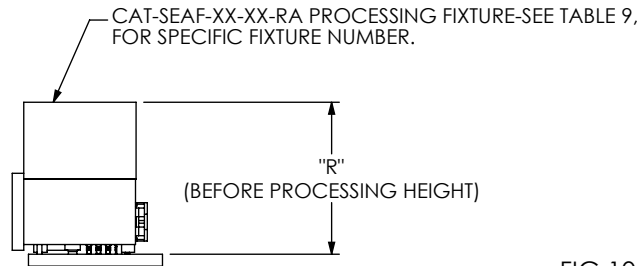 CAT-SEAF-XX-XX-RA PROCESSING FIXTURE-SEE TABLE 9,
FOR SPECIFIC FIXTURE NUMBER.
"R"
(BEFORE PROCESSING HEIGHT)